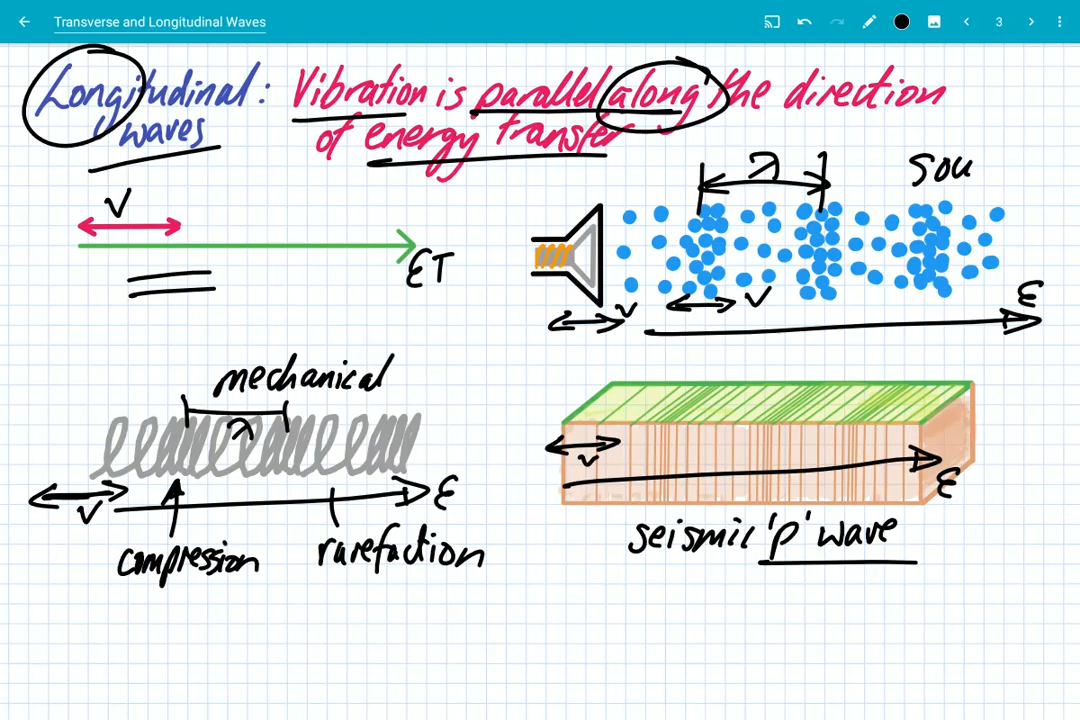 Transverse and Longitudinal Waves
3
Longitudinal: Vibration is parallel along the direction
waves of energy transfer
V
ET
λ
Sou
V
V
E
mechanical
λ
V
E
compression
rarefaction
V
E
seismic 'p' wave